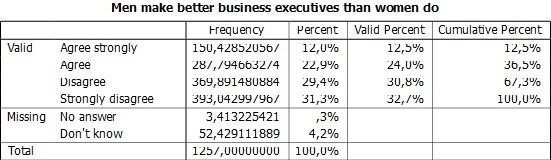 Men make better business executives than women do
Frequency Percent Valid Percent Cumulative Percent
Valid Agree strongly 150,428520567 12,0% 12,5% 12,5%
Agree 287,794663274 22,9% 24,0% 36,5%
Disagree 369,891480884 29,4% 30,8% 67,3%
Strongly disagree 393,042997967 31,3% 32,7% 100,0%
Missing No answer 3,413225421 ,3%
Don't know 52,429111889 4,2%
Total 1257,00000000 100,0%